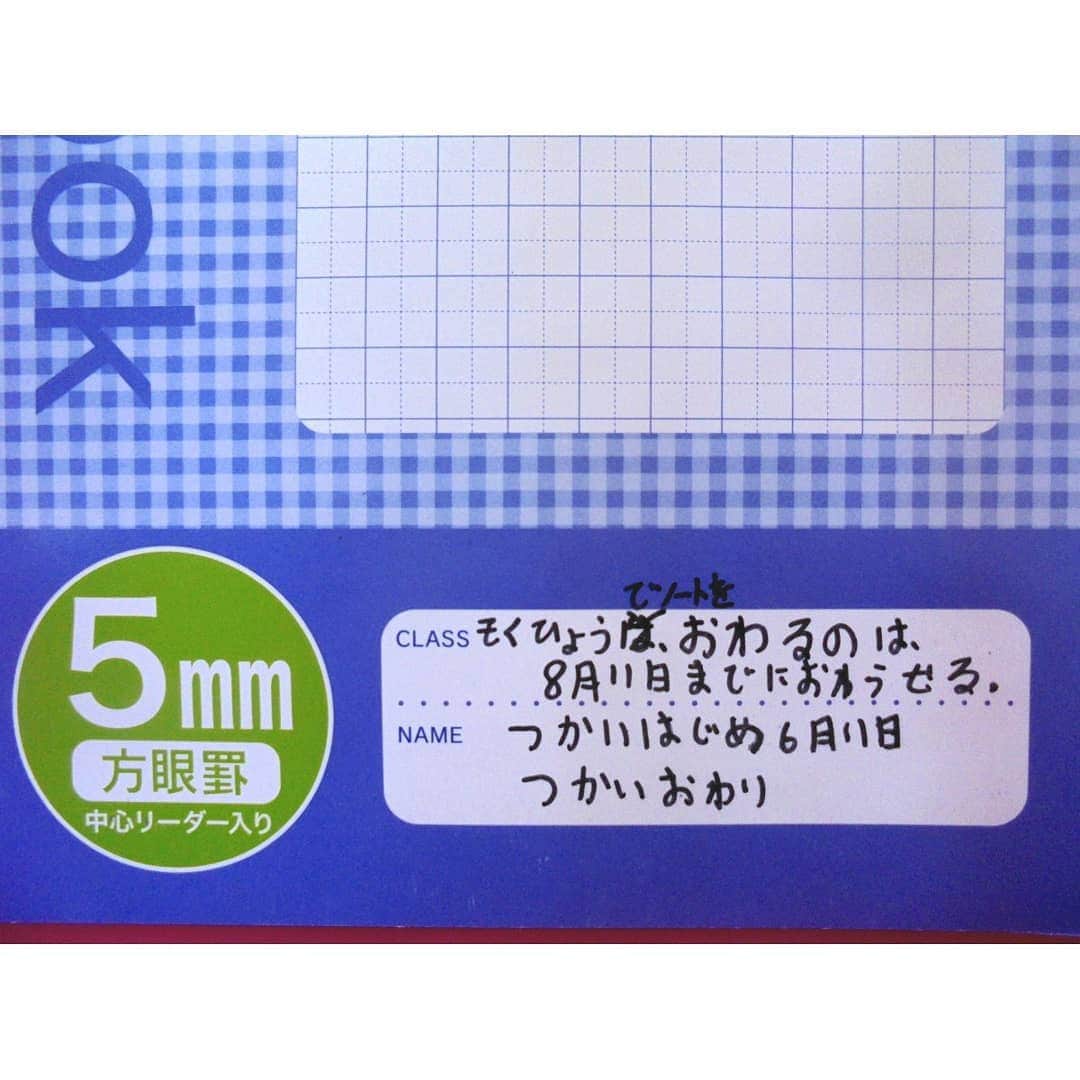 ook
5mm
方眼罫
中心リーダー入り
でノートを
CLASS もくひょうは、おわるのは、
8月11日までにおわらせる。
NAME つかいはじめ6月11日
つかいおわり